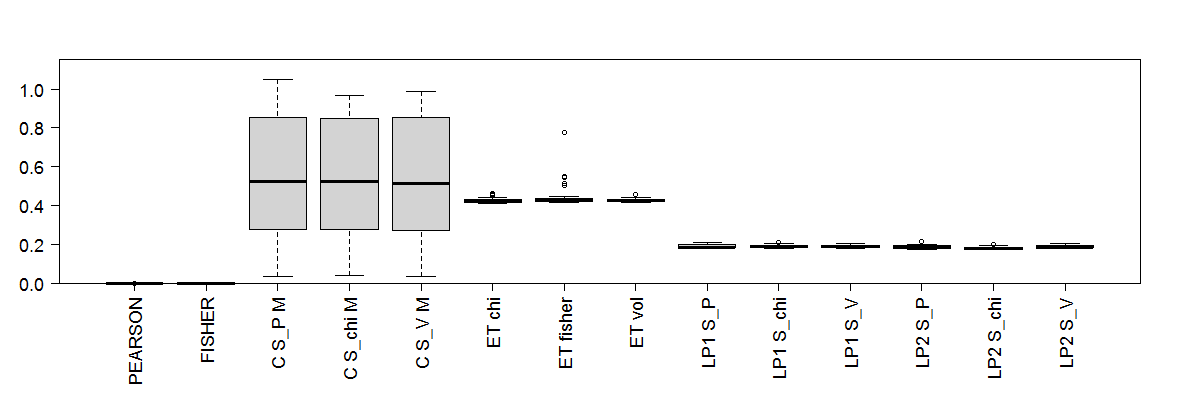 1.0
0.8
0.6
0.4
0.2
0.0
PEARSON
FISHER
C S_P M
C S_chi M
C S_V M
ET chi
ET fisher
ET vol
LP1 S_P
LP1 S_chi
LP1 S_V
LP2 S_P
LP2 S_chi
LP2 S_V